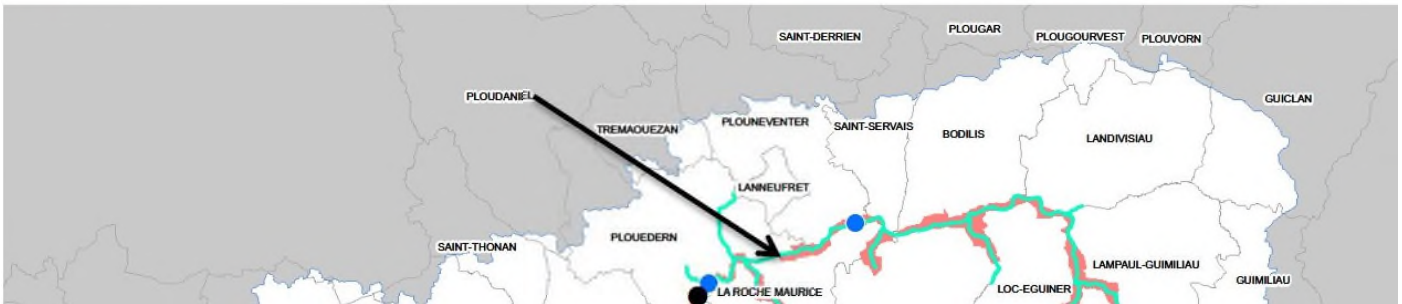 PLOUGAR
SAINT-DERRIEN
PLOUGOURVEST
PLOUVORN
PLOUDANIEL
GUICLAN
TREMAOUEZAN
PLOUNEVENTER
SAINT-SERVAIS
BODILIS
LANDIVISIAU
LANNEUFRET
PLOUEDERN
SAINT-THONAN
LAMPAUL-GUIMILIAU
GUIMILIAU
LA ROCHE MAURICE
LOC-EGUINER